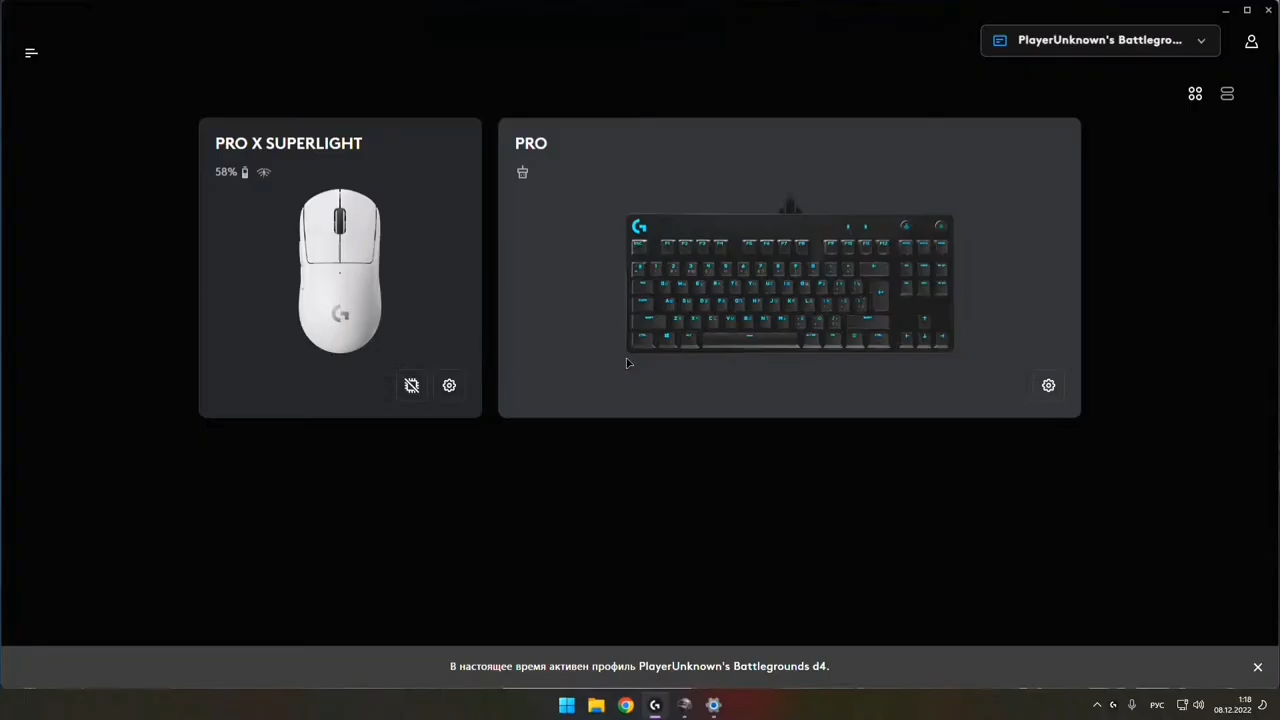 PlayerUnknown's Battlegro...
PRO X SUPERLIGHT
58%
PRO
В настоящее время активен профиль PlayerUnknown's Battlegrounds d4.
РУС
1:18
08.12.2022